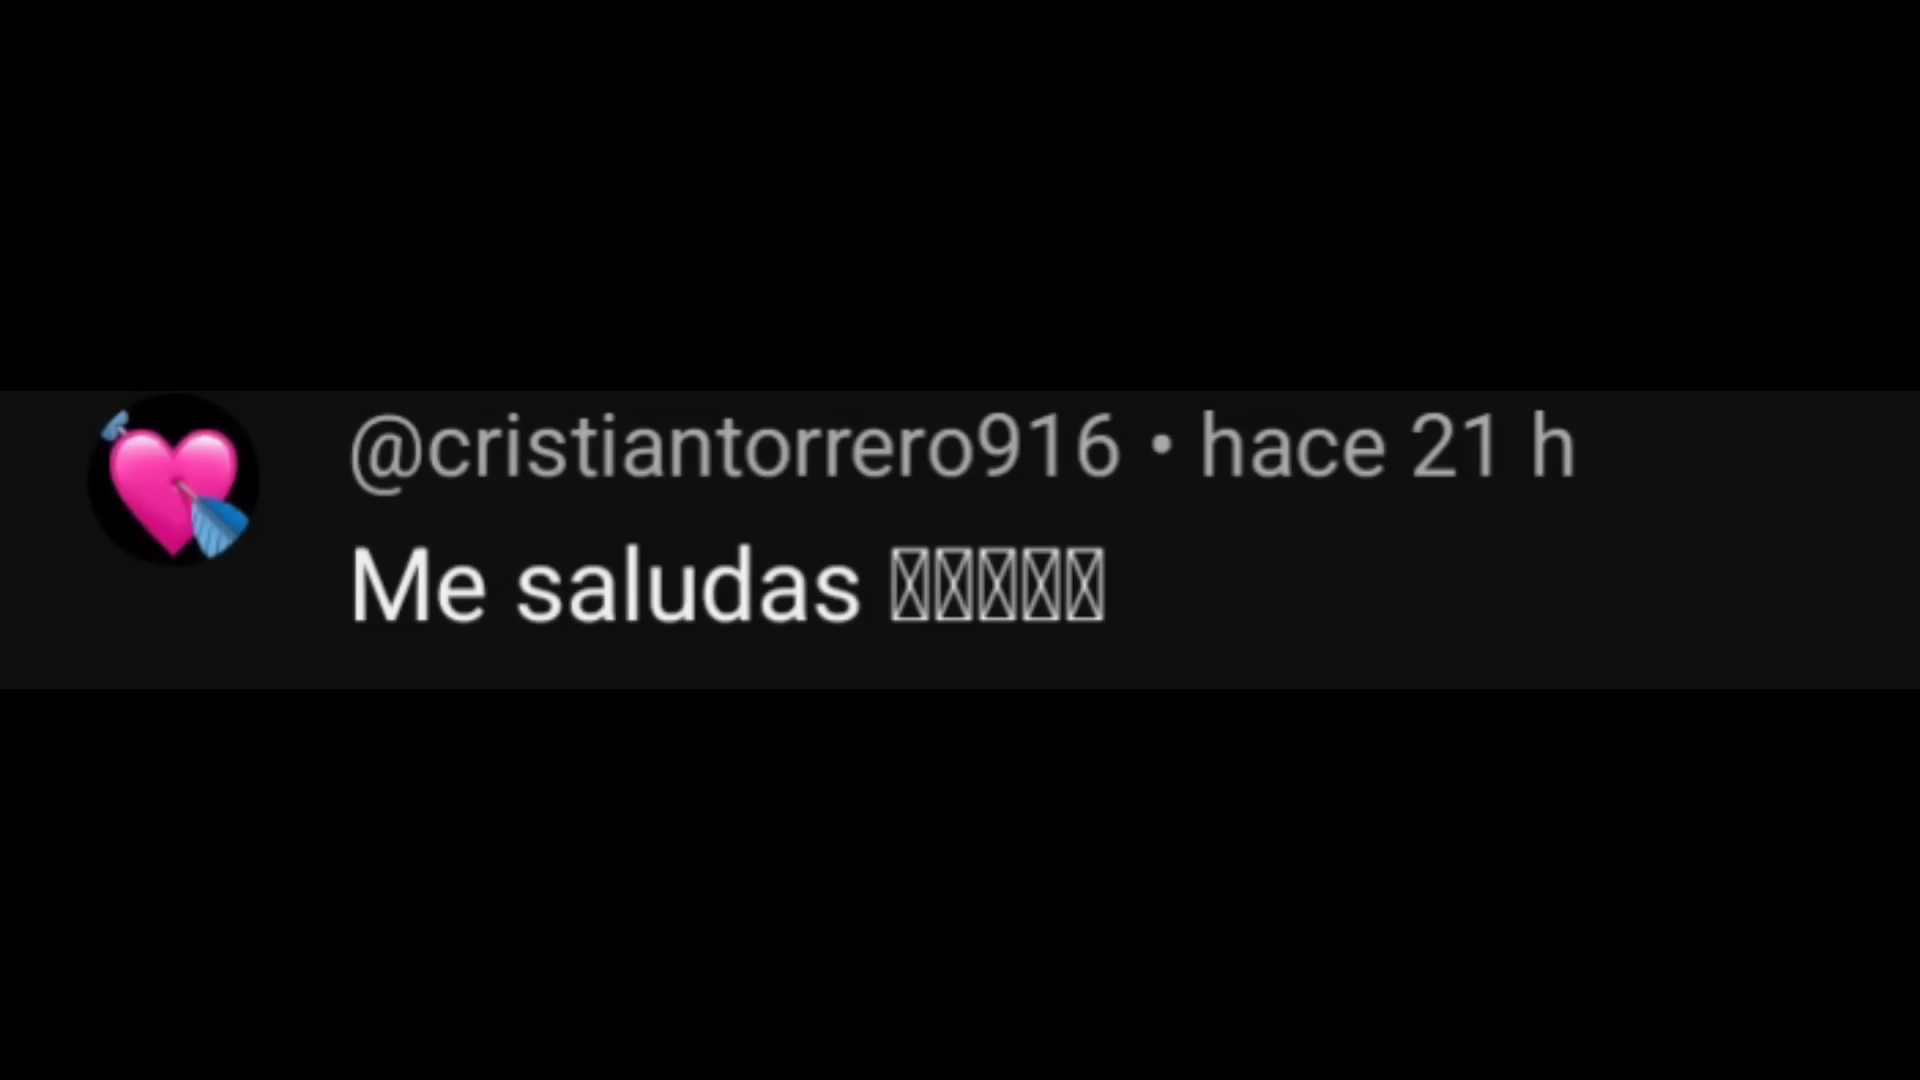 @cristiantorrero916 • hace 21 h
Me saludas